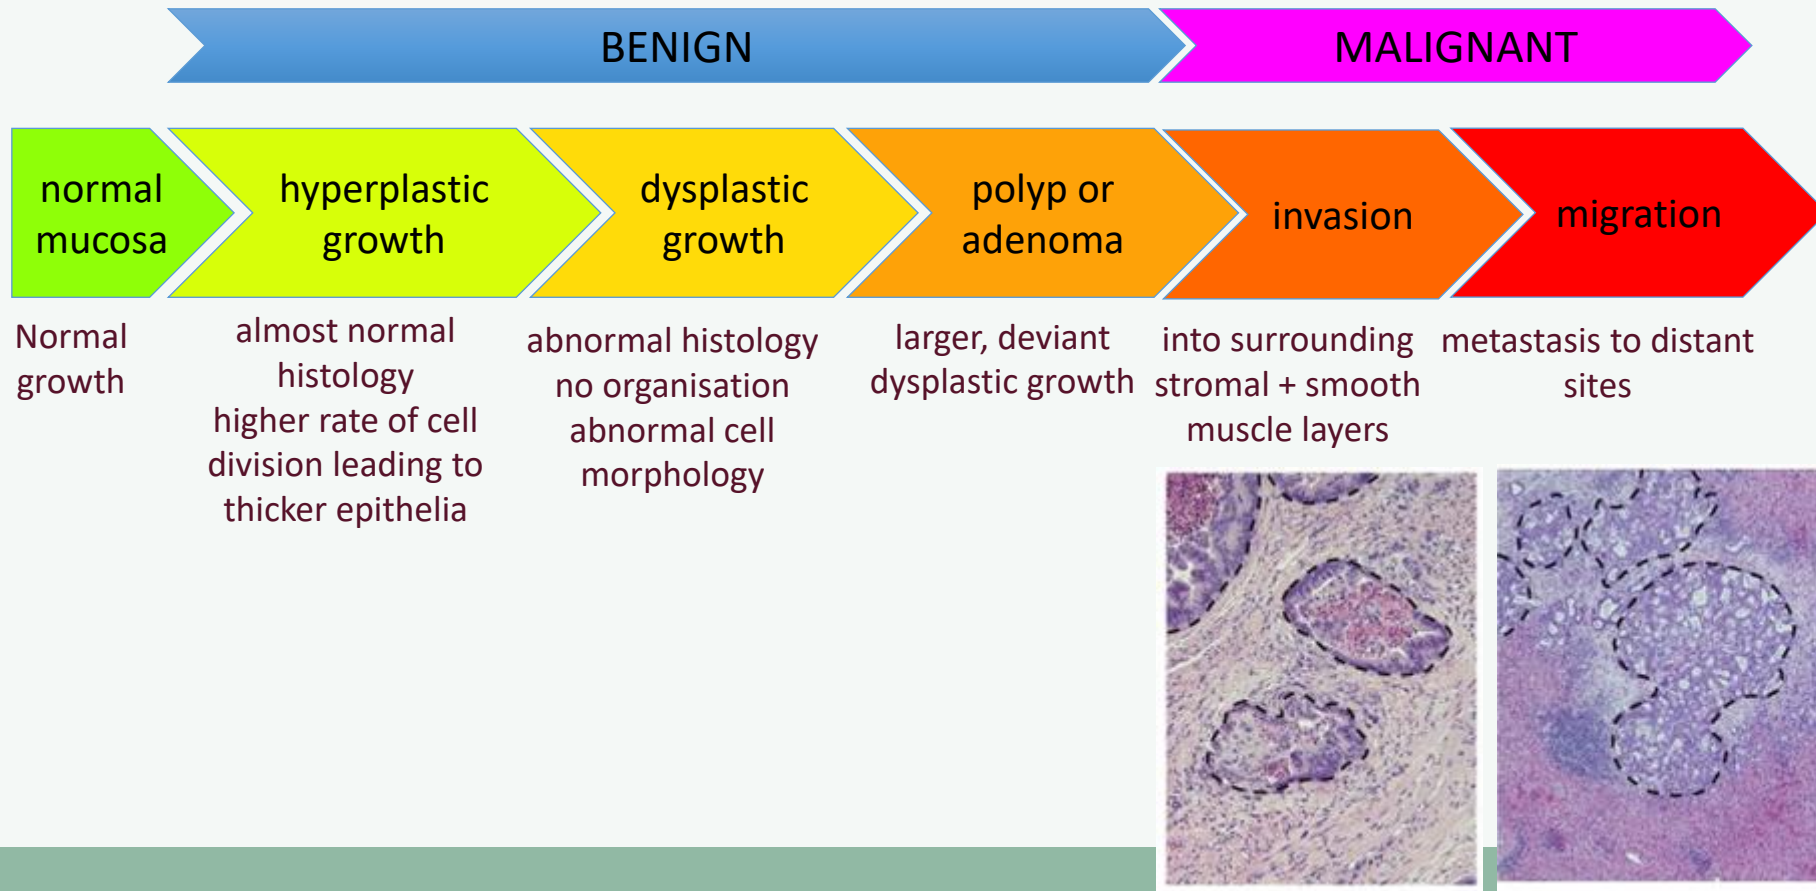 BENIGN
MALIGNANT
normal
mucosa
hyperplastic
growth
dysplastic
growth
polyp or
adenoma
invasion
migration
Normal
growth
almost normal
histology
higher rate of cell
division leading to
thicker epithelia
abnormal histology
no organisation
abnormal cell
morphology
larger, deviant
dysplastic growth
into surrounding
stromal + smooth
muscle layers
metastasis to distant
sites